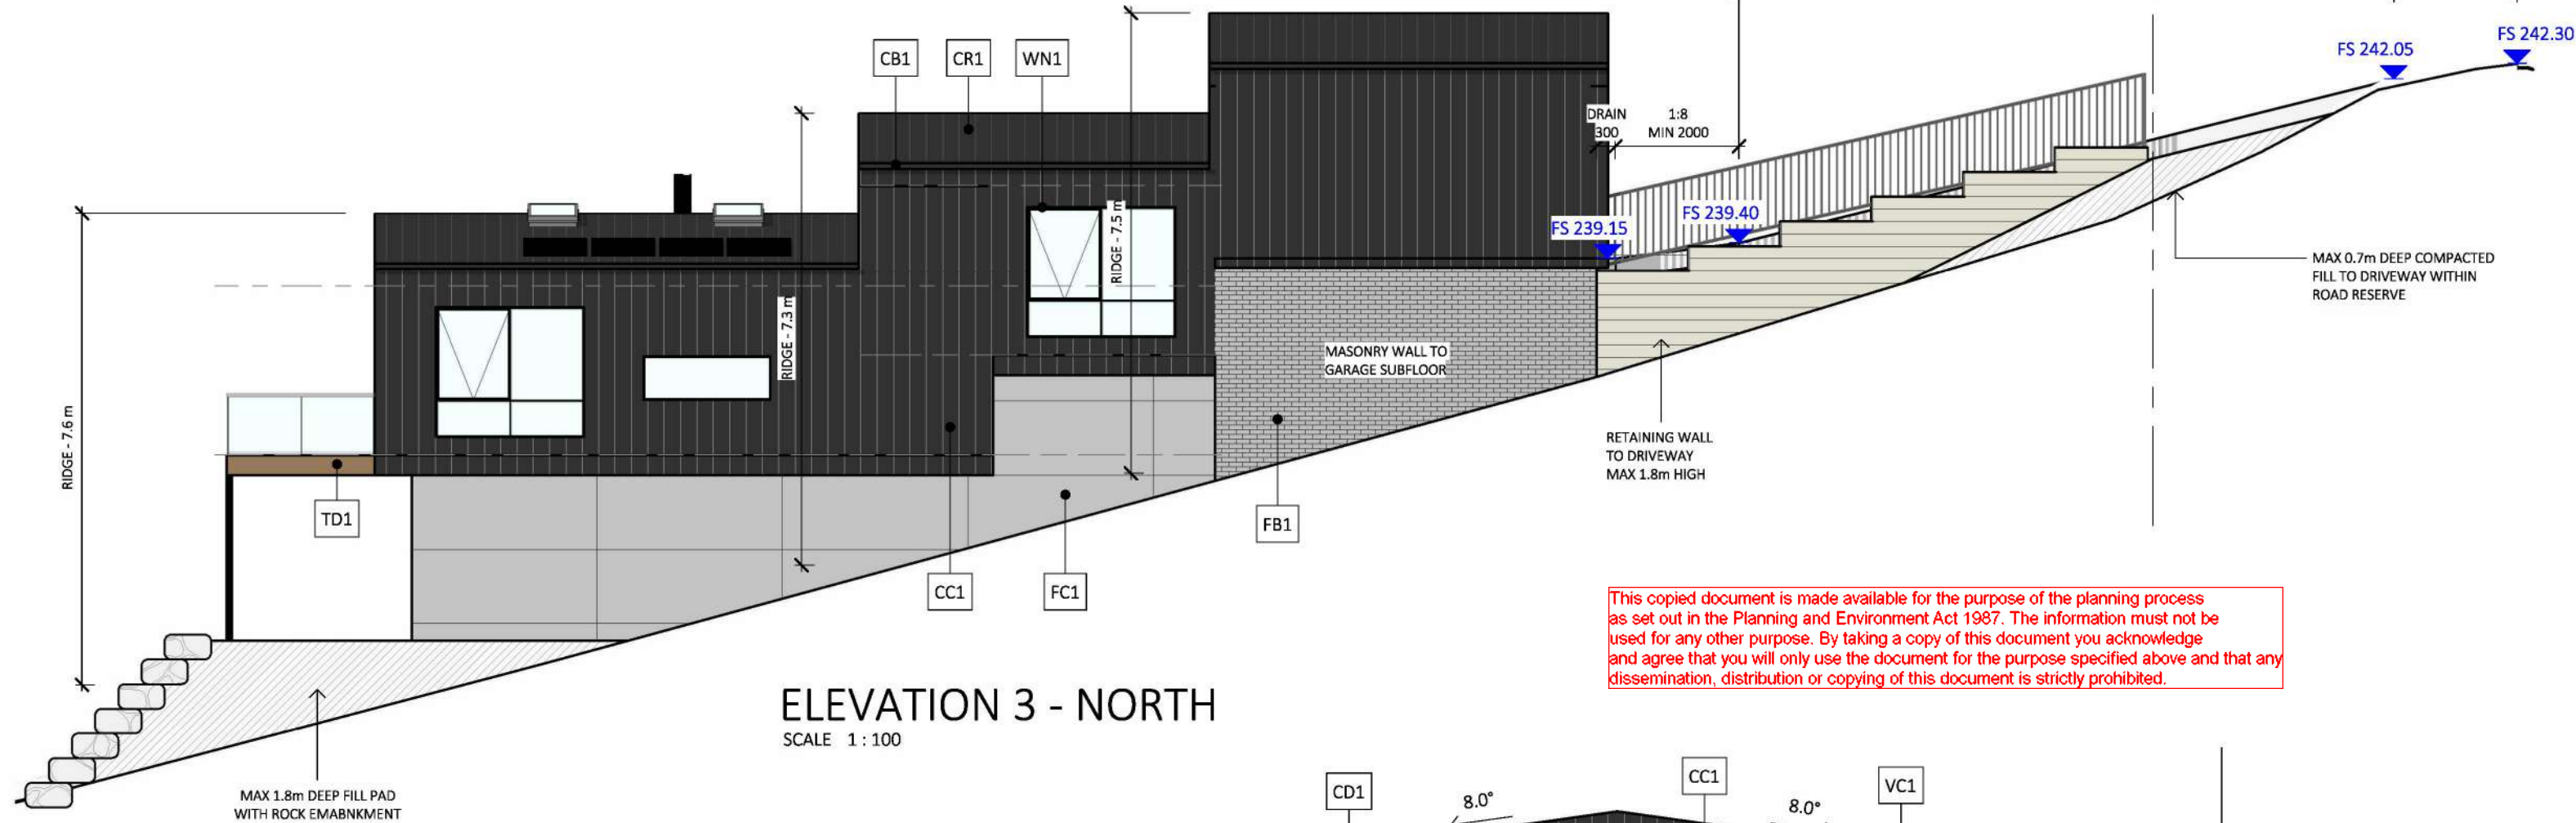 FS 242.30
FS 242.05
CB1
CR1
WN1
DRAIN
300
1:8
MIN 2000
FS 239.15
FS 239.40
RIDGE - 7.5 m
RIDGE - 7.3 m
RIDGE - 7.6 m
MAX 0.7m DEEP COMPACTED
FILL TO DRIVEWAY WITHIN
ROAD RESERVE
MASONRY WALL TO
GARAGE SUBFLOOR
RETAINING WALL
TO DRIVEWAY
MAX 1.8m HIGH
TD1
FB1
CC1
FC1
This copied document is made available for the purpose of the planning process
as set out in the Planning and Environment Act 1987. The information must not be
used for any other purpose. By taking a copy of this document you acknowledge
and agree that you will only use the document for the purpose specified above and that any
dissemination, distribution or copying of this document is strictly prohibited.
ELEVATION 3 - NORTH
SCALE 1 : 100
MAX 1.8m DEEP FILL PAD
WITH ROCK EMABNKMENT
CD1
8.0°
CC1
8.0°
VC1